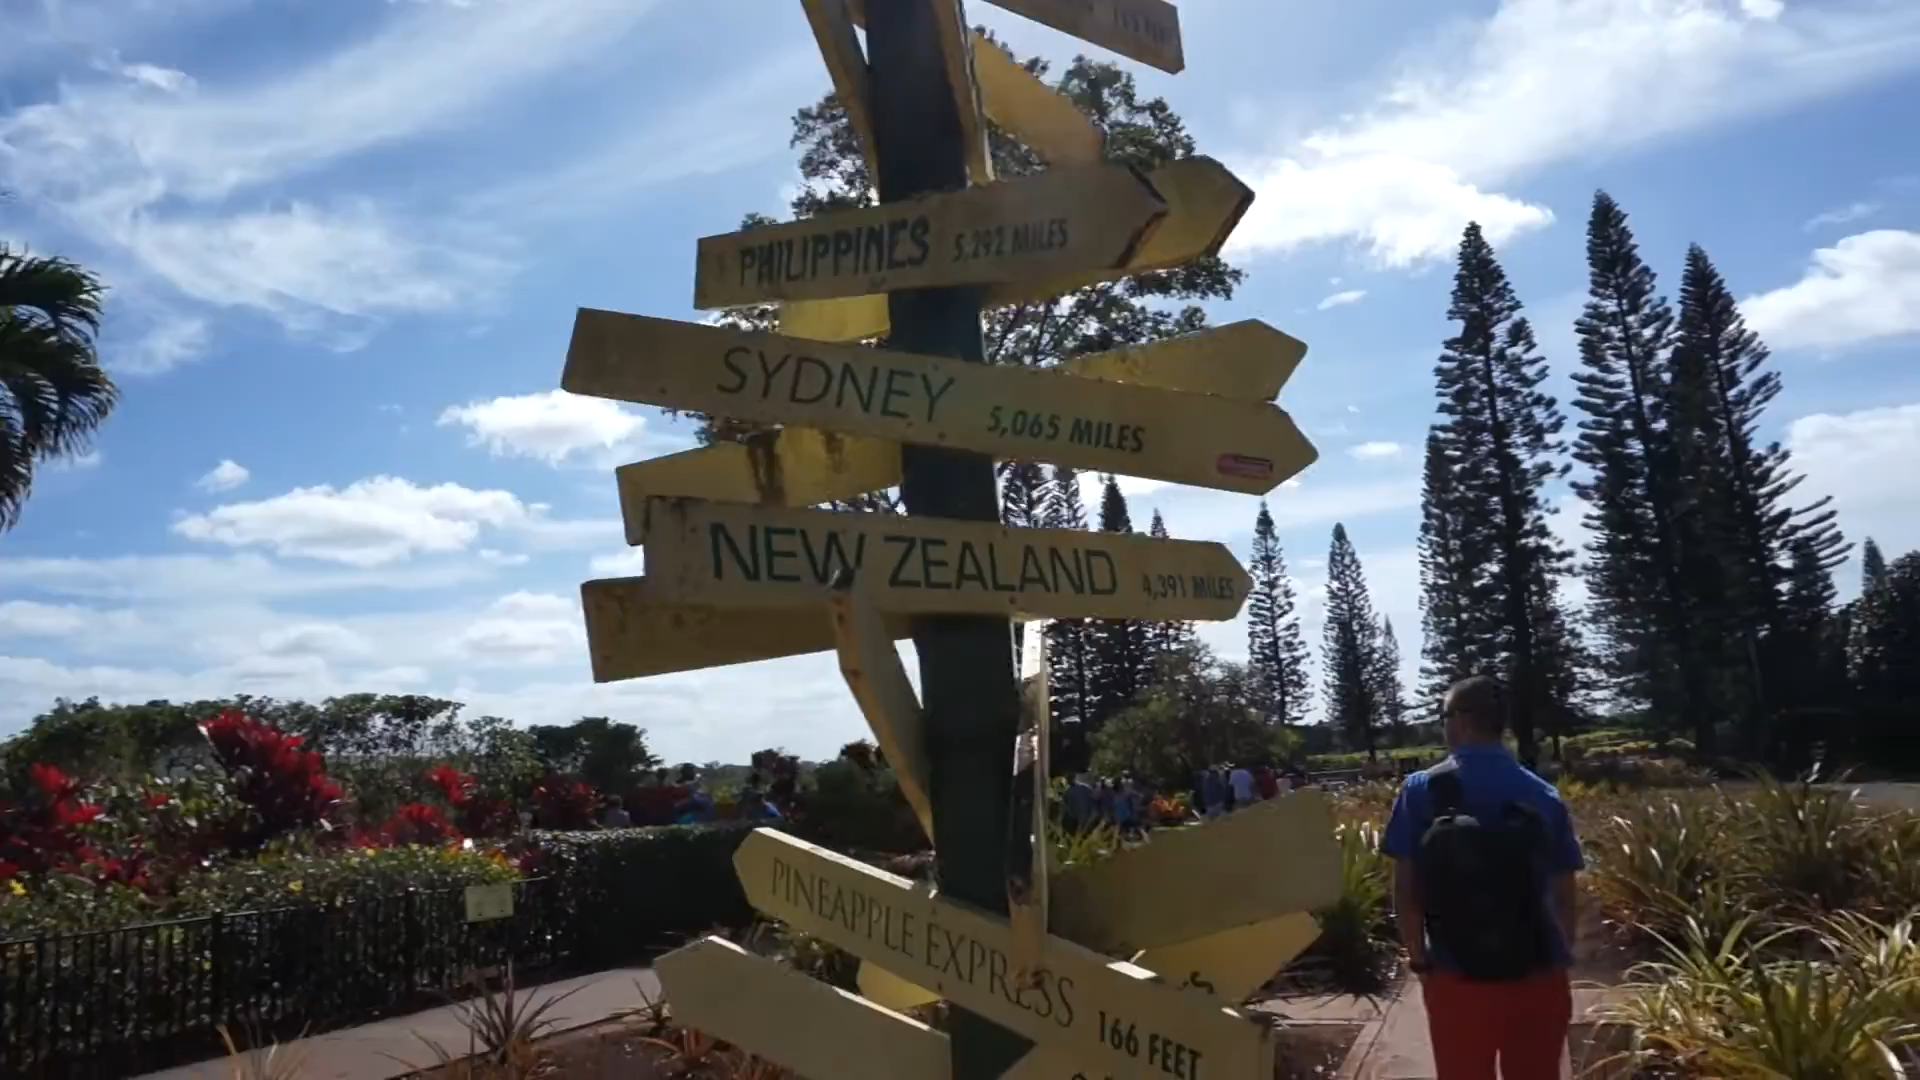 PHILIPPINES 5,292 MILES
SYDNEY 5,065 MILES
NEW ZEALAND 4,391 MILES
PINEAPPLE EXPRESS 166 FEET